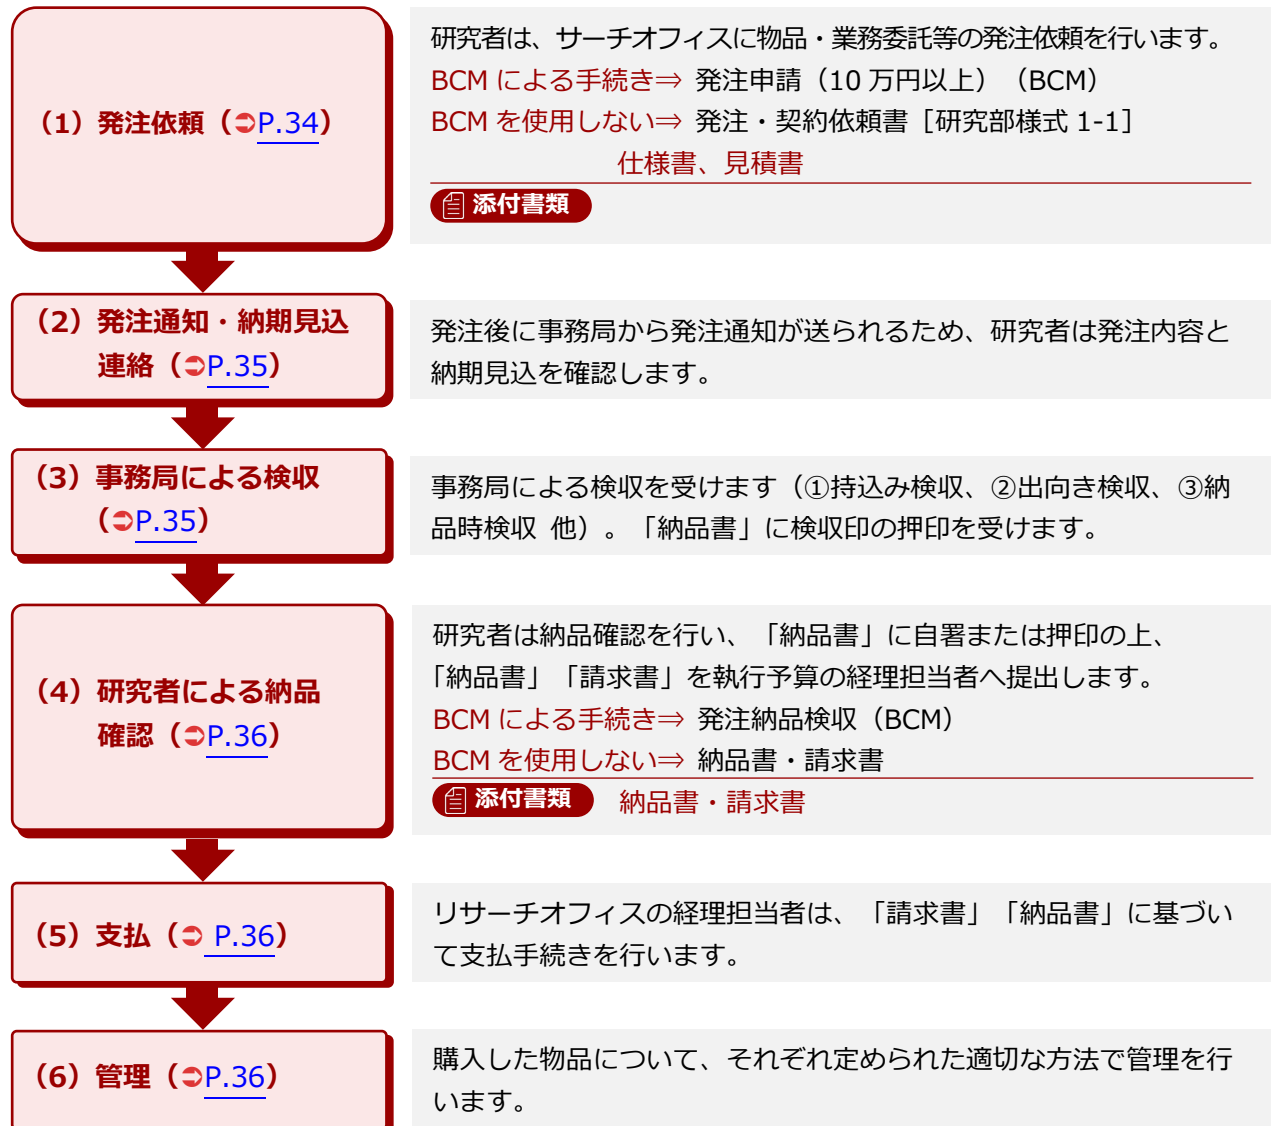 （1）発注依頼（➲P.34）
研究者は、サーチオフィスに物品・業務委託等の発注依頼を行います。
BCM による手続き⇒ 発注申請（10 万円以上）（BCM）
BCM を使用しない⇒ 発注・契約依頼書［研究部様式 1-1］
仕様書、見積書
添付書類
（2）発注通知・納期見込
連絡（➲P.35）
発注後に事務局から発注通知が送られるため、研究者は発注内容と
納期見込を確認します。
（3）事務局による検収
（➲P.35）
事務局による検収を受けます（①持込み検収、②出向き検収、③納
品時検収 他）。「納品書」に検収印の押印を受けます。
（4）研究者による納品
確認（➲P.36）
研究者は納品確認を行い、「納品書」に自署または押印の上、
「納品書」「請求書」を執行予算の経理担当者へ提出します。
BCM による手続き⇒ 発注納品検収（BCM）
BCM を使用しない⇒ 納品書・請求書
添付書類 納品書・請求書
（5）支払（➲ P.36）
リサーチオフィスの経理担当者は、「請求書」「納品書」に基づい
て支払手続きを行います。
（6）管理（➲P.36）
購入した物品について、それぞれ定められた適切な方法で管理を行
います。